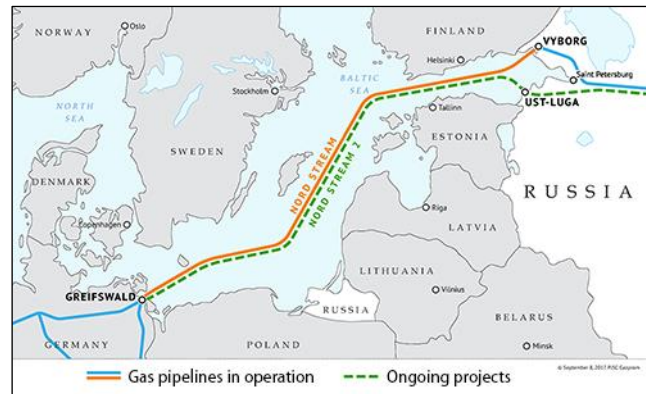 NORWAY
Oslo
FINLAND
VYBORG
Helsinki
Saint Petersburg
BALTIC
SEA
Stockholm
UST-LUGA
NORTH
SEA
Tallinn
SWEDEN
ESTONIA
NORD STREAM
NORD STREAM 2
RUSSIA
DENMARK
Riga
Copenhagen
LATVIA
LITHUANIA
GREIFSWALD
Vilnius
RUSSIA
BELARUS
GERMANY
POLAND
Minsk
Gas pipelines in operation
Ongoing projects
© September 8, 2017 PJSC Gazprom